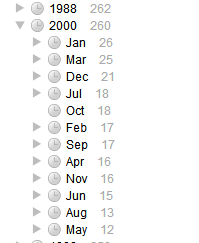 1988 262
2000 260
Jan 26
Mar 25
Dec 21
Jul 18
Oct 18
Feb 17
Sep 17
Apr 16
Nov 16
Jun 15
Aug 13
May 12